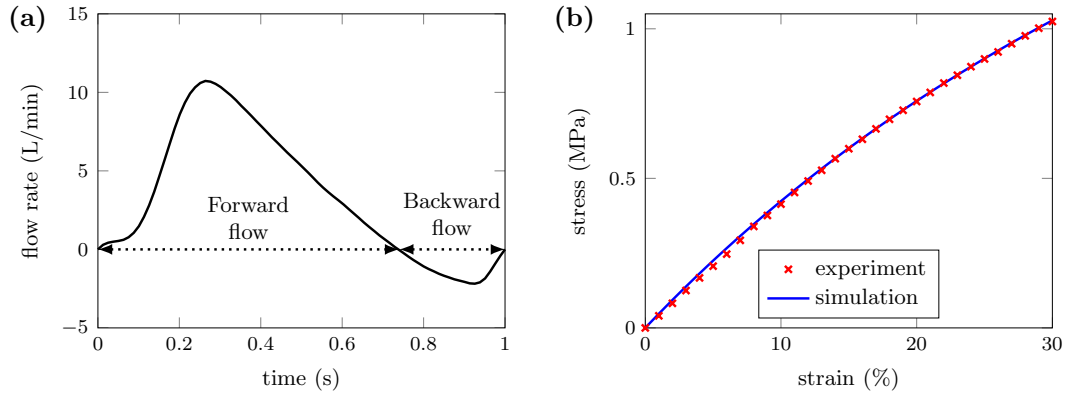 (a)
15
10
5
0
−5
flow rate (L/min)
Forward
flow
Backward
flow
0
0.2
0.4
0.6
0.8
1
time (s)
(b)
1
0.5
0
stress (MPa)
experiment
simulation
0
10
20
30
strain (%)